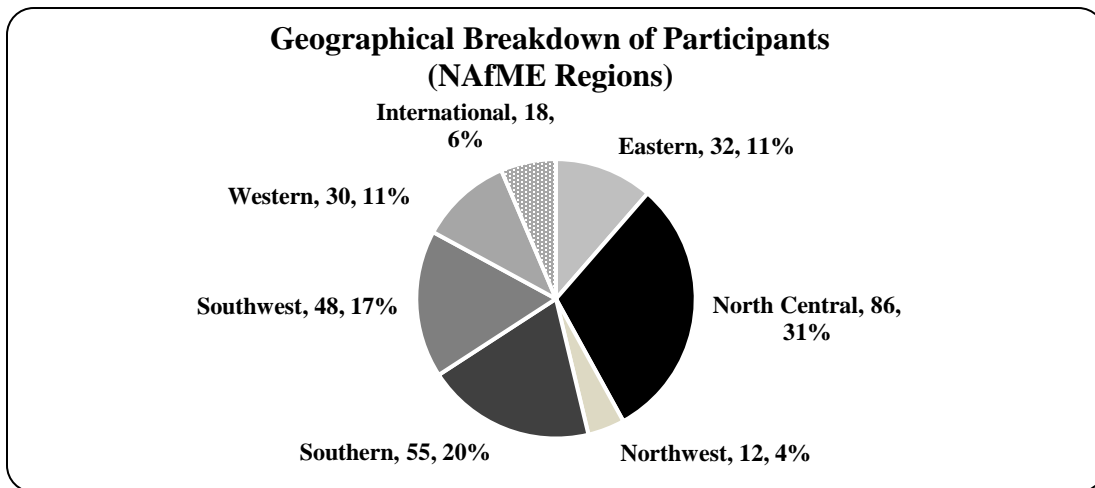 Geographical Breakdown of Participants
(NAfME Regions)
International, 18,
6%
Eastern, 32, 11%
Western, 30, 11%
Southwest, 48, 17%
North Central, 86,
31%
Southern, 55, 20%
Northwest, 12, 4%